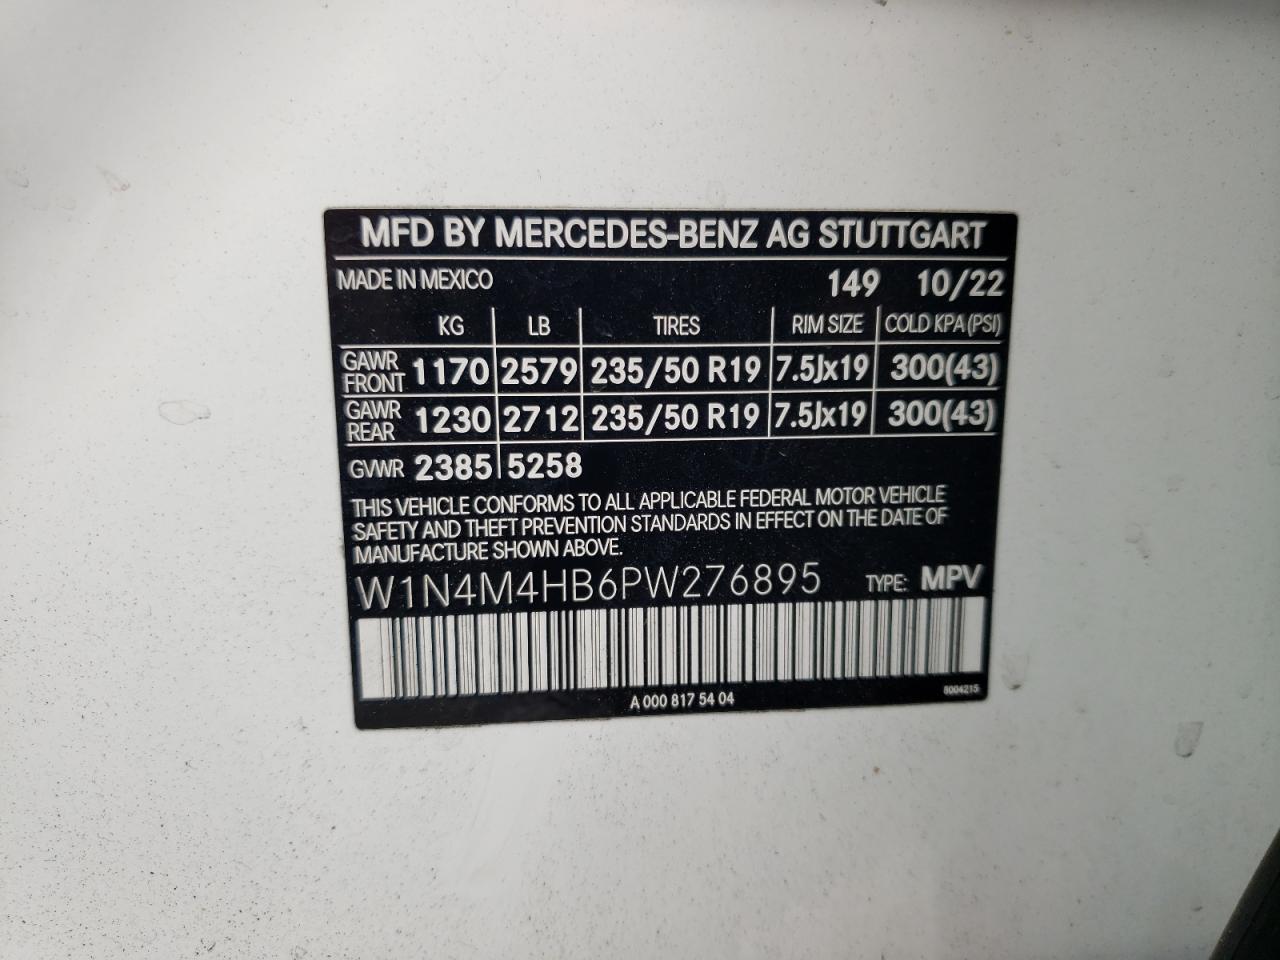 MFD BY MERCEDES-BENZ AG STUTTGART
MADE IN MEXICO 149 10/22
KG LB TIRES RIM SIZE COLD KPA(PSI)
GAWR FRONT 1170 2579 235/50 R19 7.5Jx19 300(43)
GAWR REAR 1230 2712 235/50 R19 7.5Jx19 300(43)
GVWR 2385 5258
THIS VEHICLE CONFORMS TO ALL APPLICABLE FEDERAL MOTOR VEHICLE
SAFETY AND THEFT PREVENTION STANDARDS IN EFFECT ON THE DATE OF
MANUFACTURE SHOWN ABOVE.
W1N4M4HB6PW276895 TYPE: MPV
A 000 817 54 04 8004215